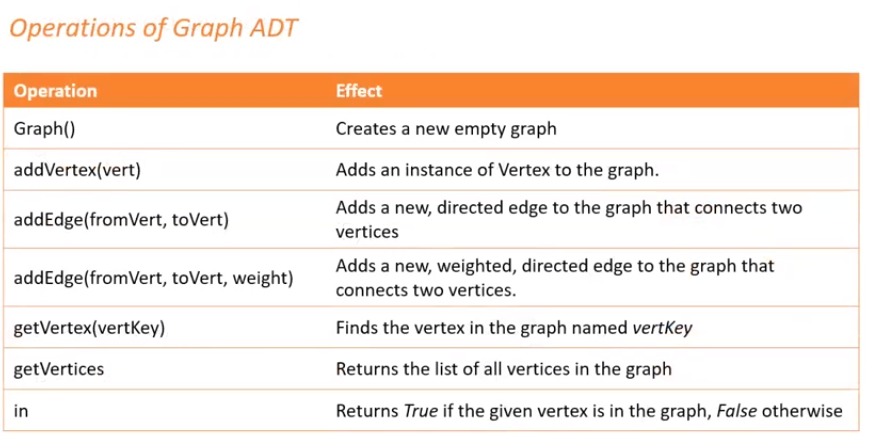 Operations of Graph ADT
Operation Effect
Graph() Creates a new empty graph
addVertex(vert) Adds an instance of Vertex to the graph.
addEdge(fromVert, toVert) Adds a new, directed edge to the graph that connects two
vertices
addEdge(fromVert, toVert, weight) Adds a new, weighted, directed edge to the graph that
connects two vertices.
getVertex(vertKey) Finds the vertex in the graph named vertKey
getVertices Returns the list of all vertices in the graph
in Returns True if the given vertex is in the graph, False otherwise